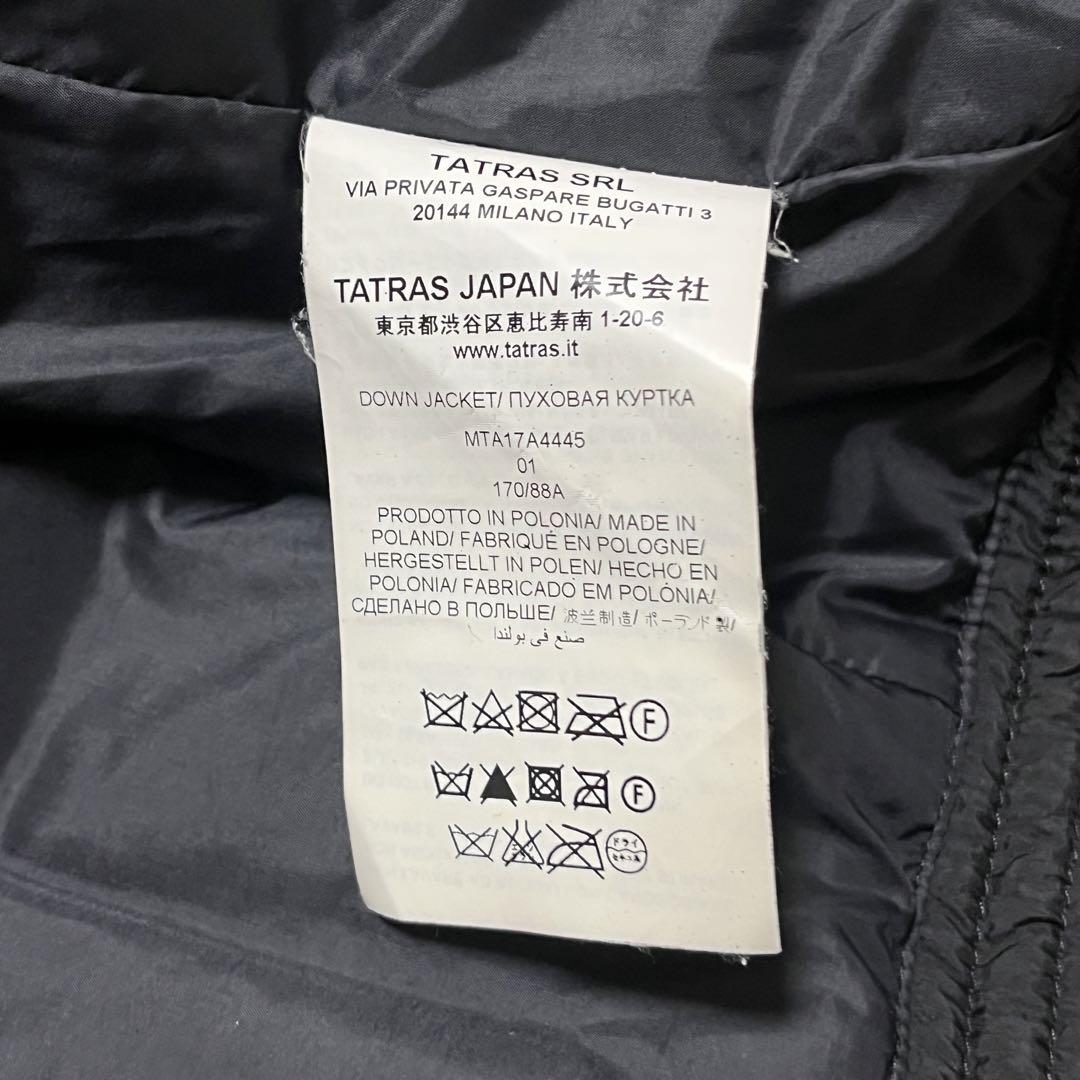 TATRAS SRL
VIA PRIVATA GASPARE BUGATTI 3
20144 MILANO ITALY
TATRAS JAPAN 株式会社
東京都渋谷区恵比寿南 1-20-6
www.tatras.it
DOWN JACKET/ ПУХОВАЯ КУРТКА
MTA17A4445
01
170/88A
PRODOTTO IN POLONIA/ MADE IN
POLAND/ FABRIQUÉ EN POLOGNE/
HERGESTELLT IN POLEN/ HECHO EN
POLONIA/ FABRICADO EM POLÓNIA/
СДЕЛАНО В ПОЛЬШЕ/ 波兰制造/ ポーランド製/
صنع في بولندا
F
F
ドライ
セキユ系